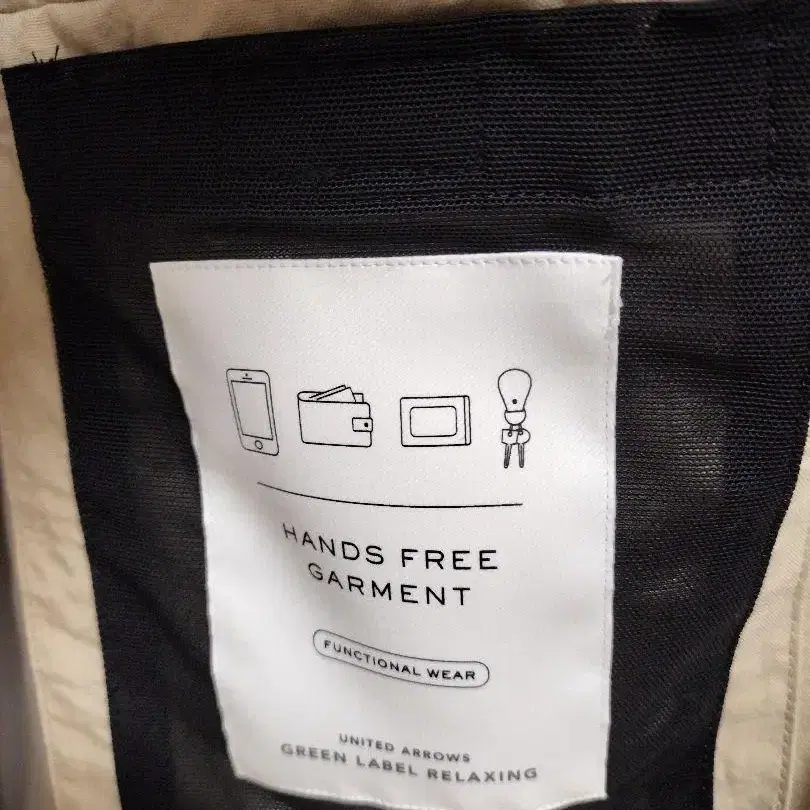 HANDS FREE
GARMENT
FUNCTIONAL WEAR
UNITED ARROWS
GREEN LABEL RELAXING